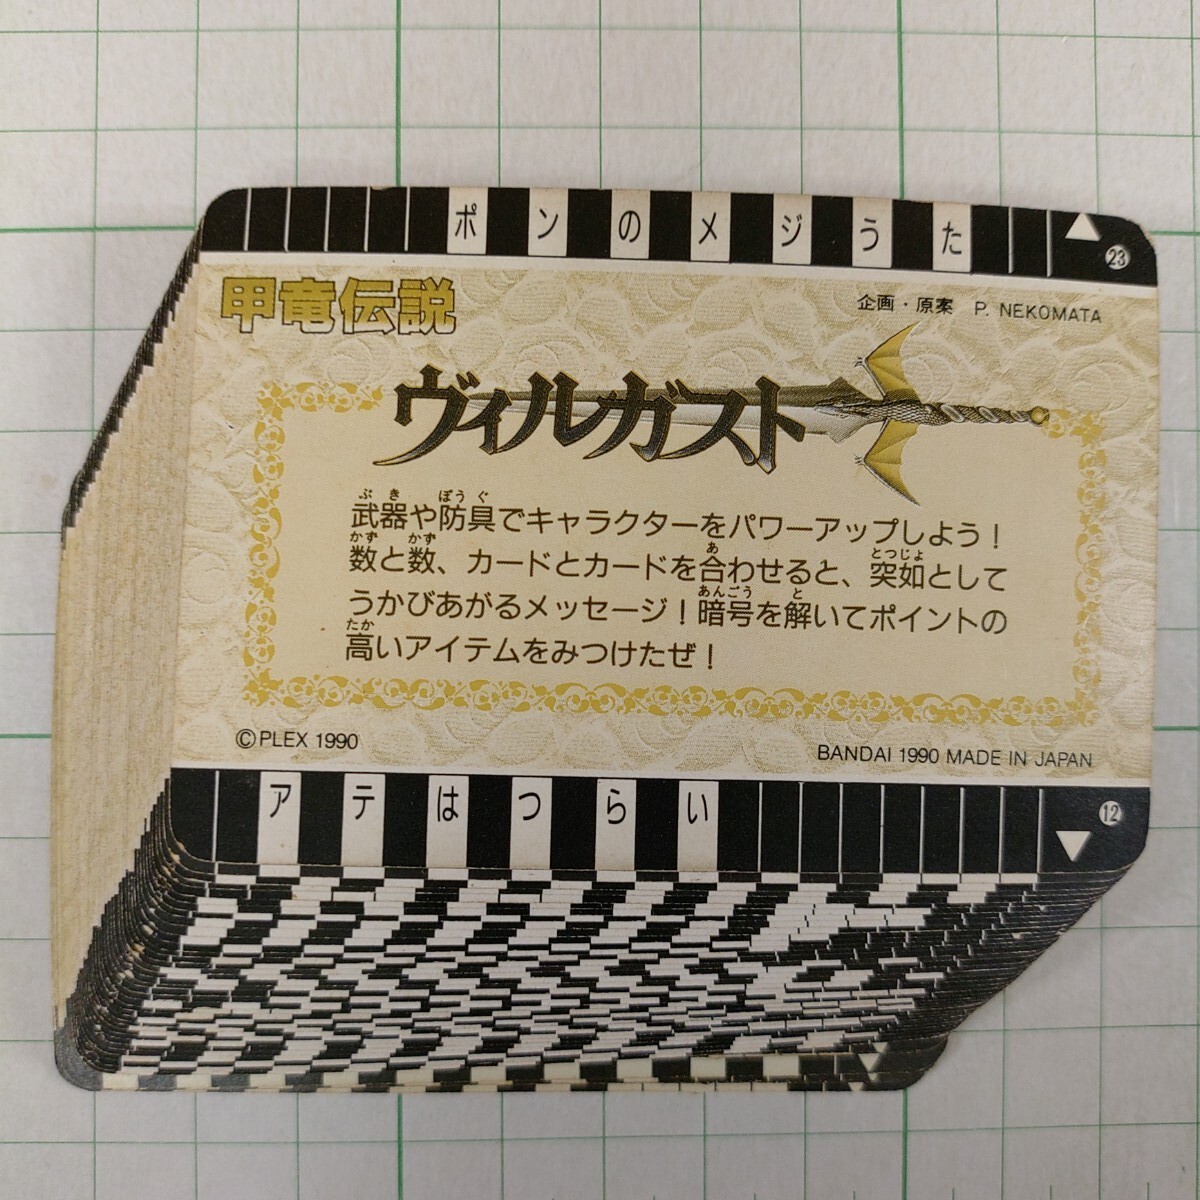 ポンのメジうた
23
甲竜伝説
企画・原案 P. NEKOMATA
ヴィルガスト
武器や防具でキャラクターをパワーアップしよう!
数と数、カードとカードを合わせると、突如として
うかびあがるメッセージ!暗号を解いてポイントの
高いアイテムをみつけたぜ!
©PLEX 1990
BANDAI 1990 MADE IN JAPAN
アテはつらい
12